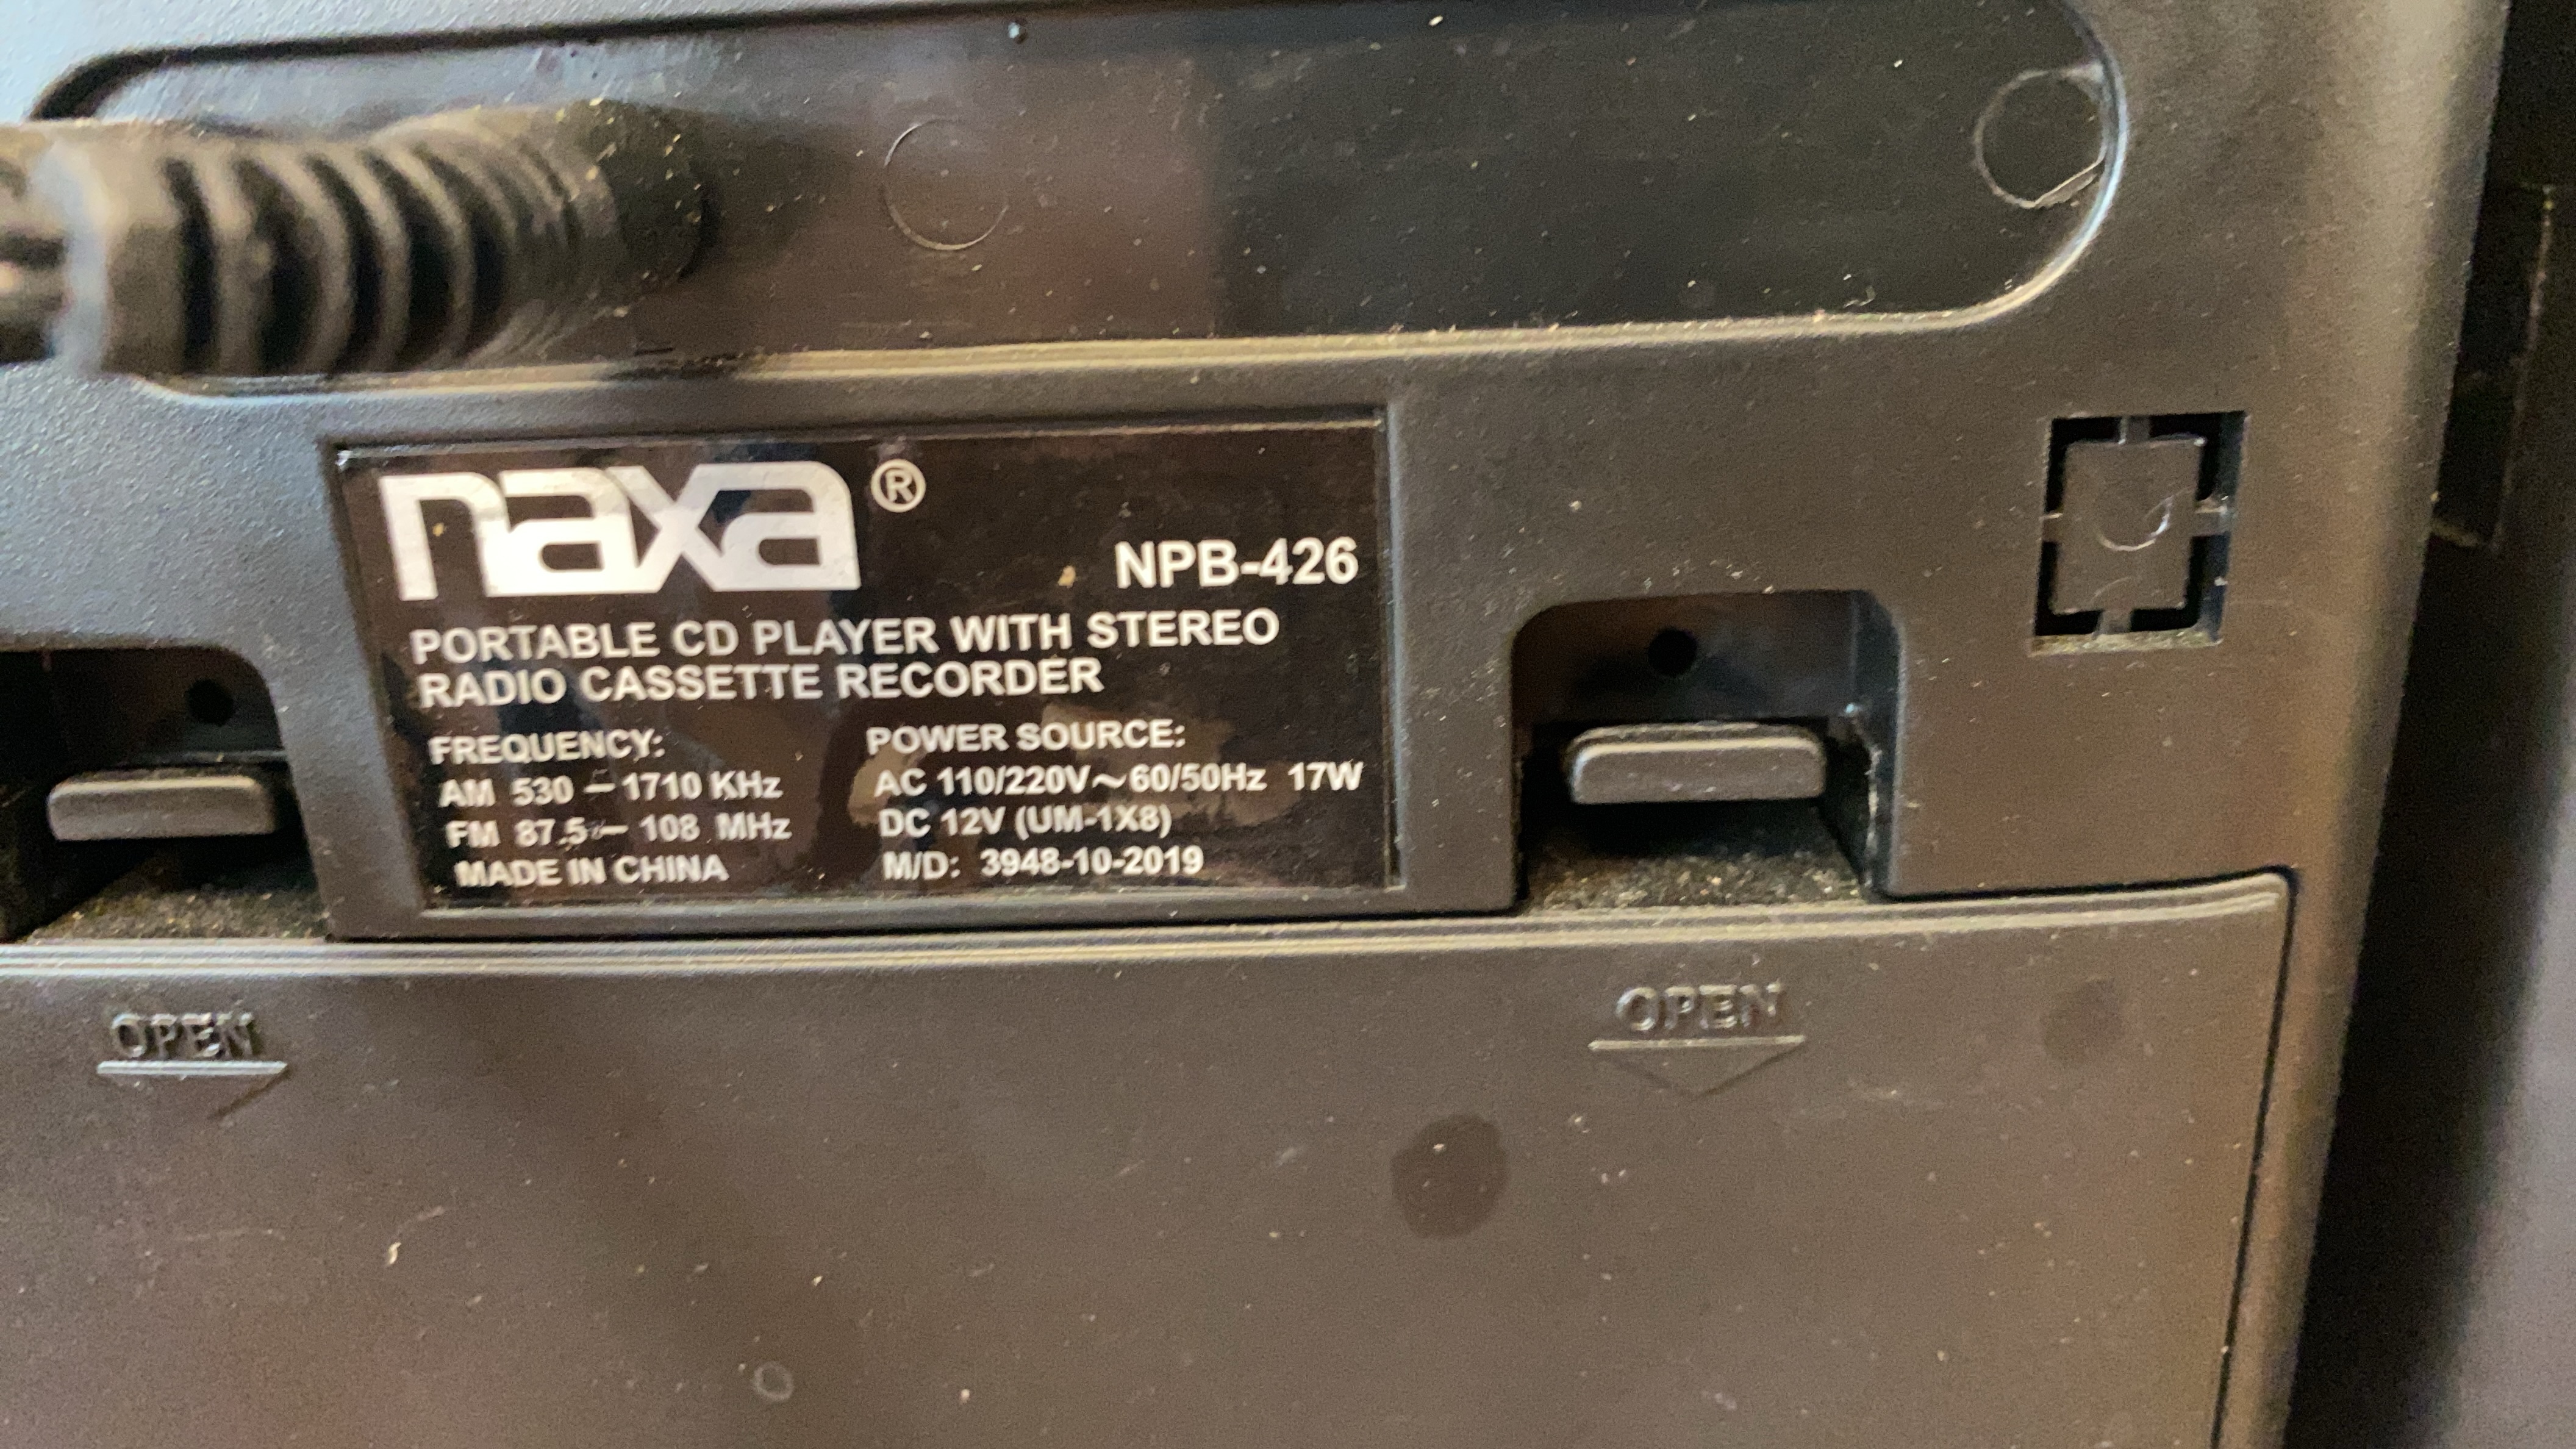 naxa®
NPB-426
PORTABLE CD PLAYER WITH STEREO
RADIO CASSETTE RECORDER
FREQUENCY:
AM 530 – 1710 KHz
FM 87.5 – 108 MHz
MADE IN CHINA
POWER SOURCE:
AC 110/220V～60/50Hz 17W
DC 12V (UM-1X8)
M/D: 3948-10-2019
OPEN
OPEN